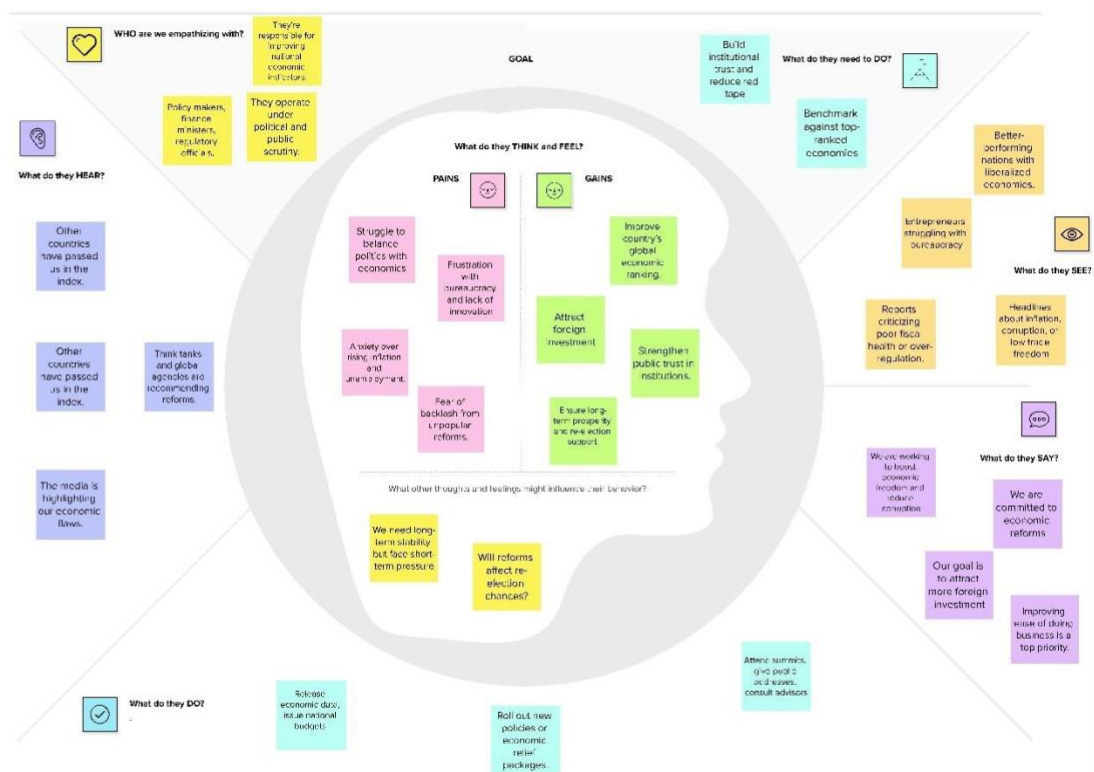 WHO are we empathizing with?
They're
responsible for
improving
national
economic
indicators.
Policy makers,
finance
ministers,
regulatory
officials.
They operate
under
political and
public
scrutiny.
GOAL
Build
institutional
trust and
reduce red
tape
What do they need to DO?
Benchmark
against top-
ranked
economies
What do they HEAR?
Other
countries
have passed
us in the
index.
Other
countries
have passed
us in the
index.
Think tanks
and global
agencies are
recommending
reforms.
The media is
highlighting
our economic
flaws.
What do they THINK and FEEL?
PAINS
Struggle to
balance
politics with
economics
Frustration
with
bureaucracy
and lack of
innovation
Anxiety over
rising inflation
and
unemployment.
Fear of
backlash from
unpopular
reforms.
GAINS
Improve
country's
global
economic
ranking.
Attract
foreign
investment
Strengthen
public trust in
institutions.
Ensure long-
term prosperity
and re-election
support
What other thoughts and feelings might influence their behavior?
We need long-
term stability
but face short-
term pressure
Will reforms
affect re-
election
chances?
Better-
performing
nations with
liberalized
economies.
Entrepreneurs
struggling with
bureaucracy
What do they SEE?
Reports
criticizing
poor fiscal
health or over-
regulation.
Headlines
about inflation,
corruption, or
low trade
freedom
What do they SAY?
We are working
to boost
economic
freedom and
reduce
corruption
We are
committed to
economic
reforms
Our goal is
to attract
more foreign
investment
Improving
ease of doing
business is a
top priority.
What do they DO?
Release
economic data,
issue national
budgets
Roll out new
policies or
economic
relief
packages.
Attend summits,
give public
addresses,
consult advisors